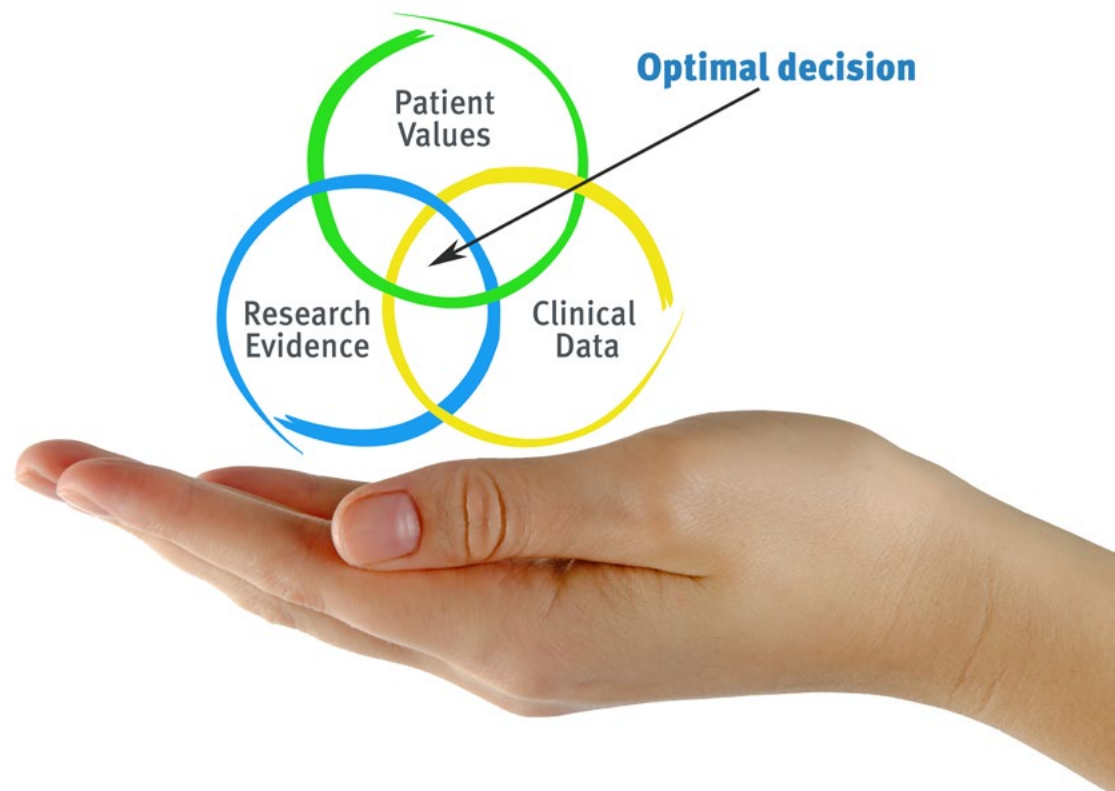 Optimal decision
Patient
Values
Research
Evidence
Clinical
Data